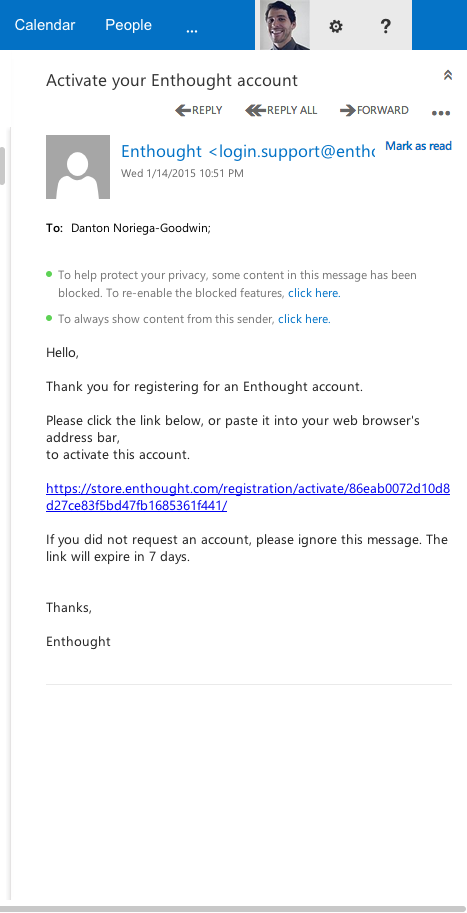 Calendar People ... ?
Activate your Enthought account
REPLY REPLY ALL FORWARD ...
Enthought <login.support@entho Mark as read
Wed 1/14/2015 10:51 PM
To: Danton Noriega-Goodwin;
To help protect your privacy, some content in this message has been
blocked. To re-enable the blocked features, click here.
To always show content from this sender, click here.
Hello,
Thank you for registering for an Enthought account.
Please click the link below, or paste it into your web browser's
address bar,
to activate this account.
https://store.enthought.com/registration/activate/86eab0072d10d8
d27ce83f5bd47fb1685361f441/
If you did not request an account, please ignore this message. The
link will expire in 7 days.
Thanks,
Enthought